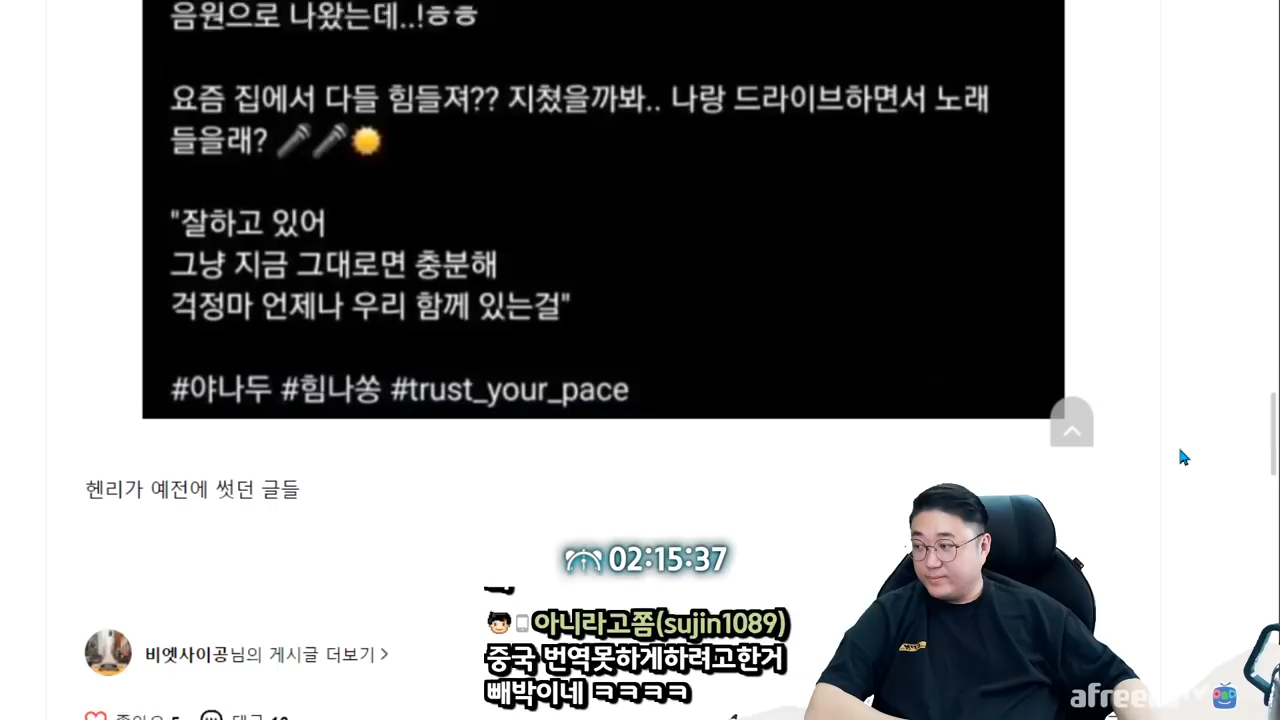 음원으로 나왔는데..!ㅎㅎ
요즘 집에서 다들 힘들져?? 지쳤을까봐.. 나랑 드라이브하면서 노래
들을래? 🎤🎤☀️
"잘하고 있어
그냥 지금 그대로면 충분해
걱정마 언제나 우리 함께 있는걸"
#야나두 #힘나쏭 #trust_your_pace
헨리가 예전에 썻던 글들
02:15:37
아니라고쫌(sujin1089)
중국 번역못하게하려고한거
빼박이네 ㅋㅋㅋㅋ
비엣사이공님의 게시글 더보기 >